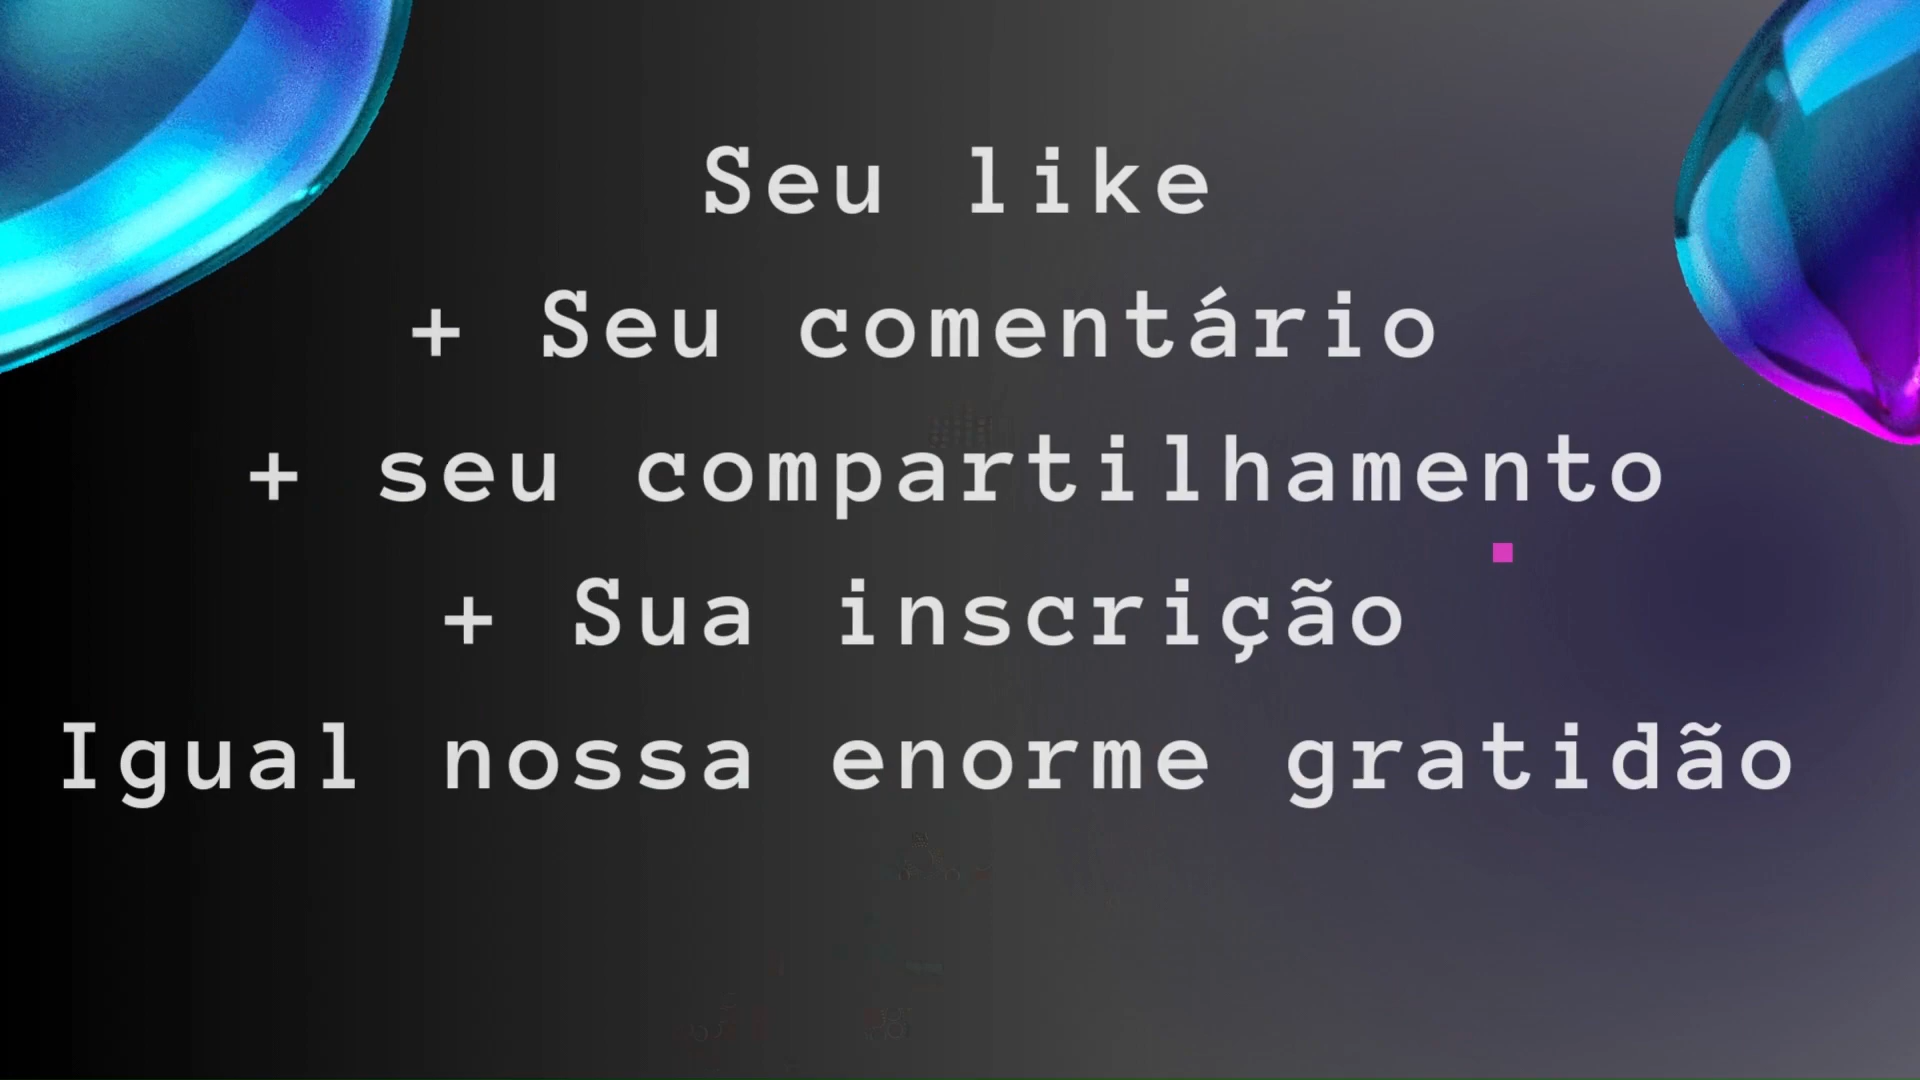 Seu like
+ Seu comentário
+ seu compartilhamento
+ Sua inscrição
Igual nossa enorme gratidão